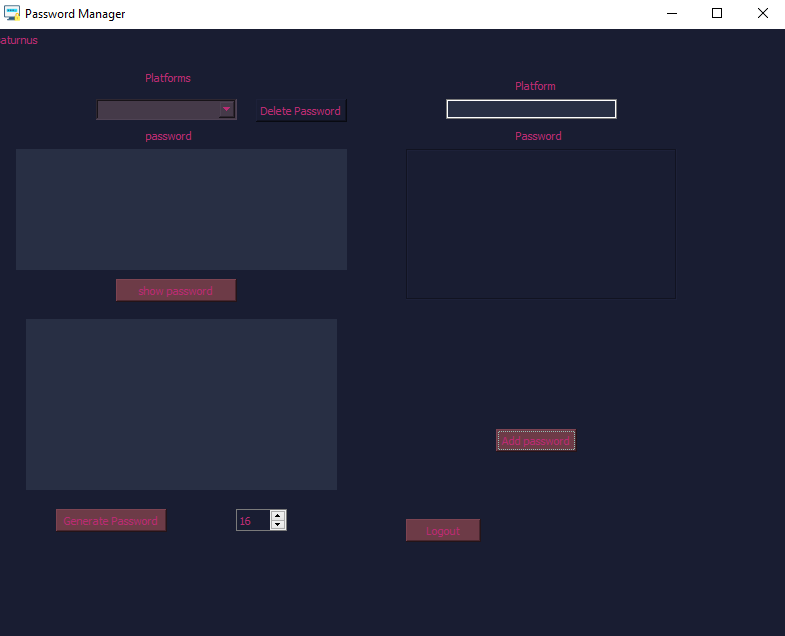 Password Manager
aturnus
Platforms
Platform
Delete Password
password
Password
show password
Add password
Generate Password
16
Logout